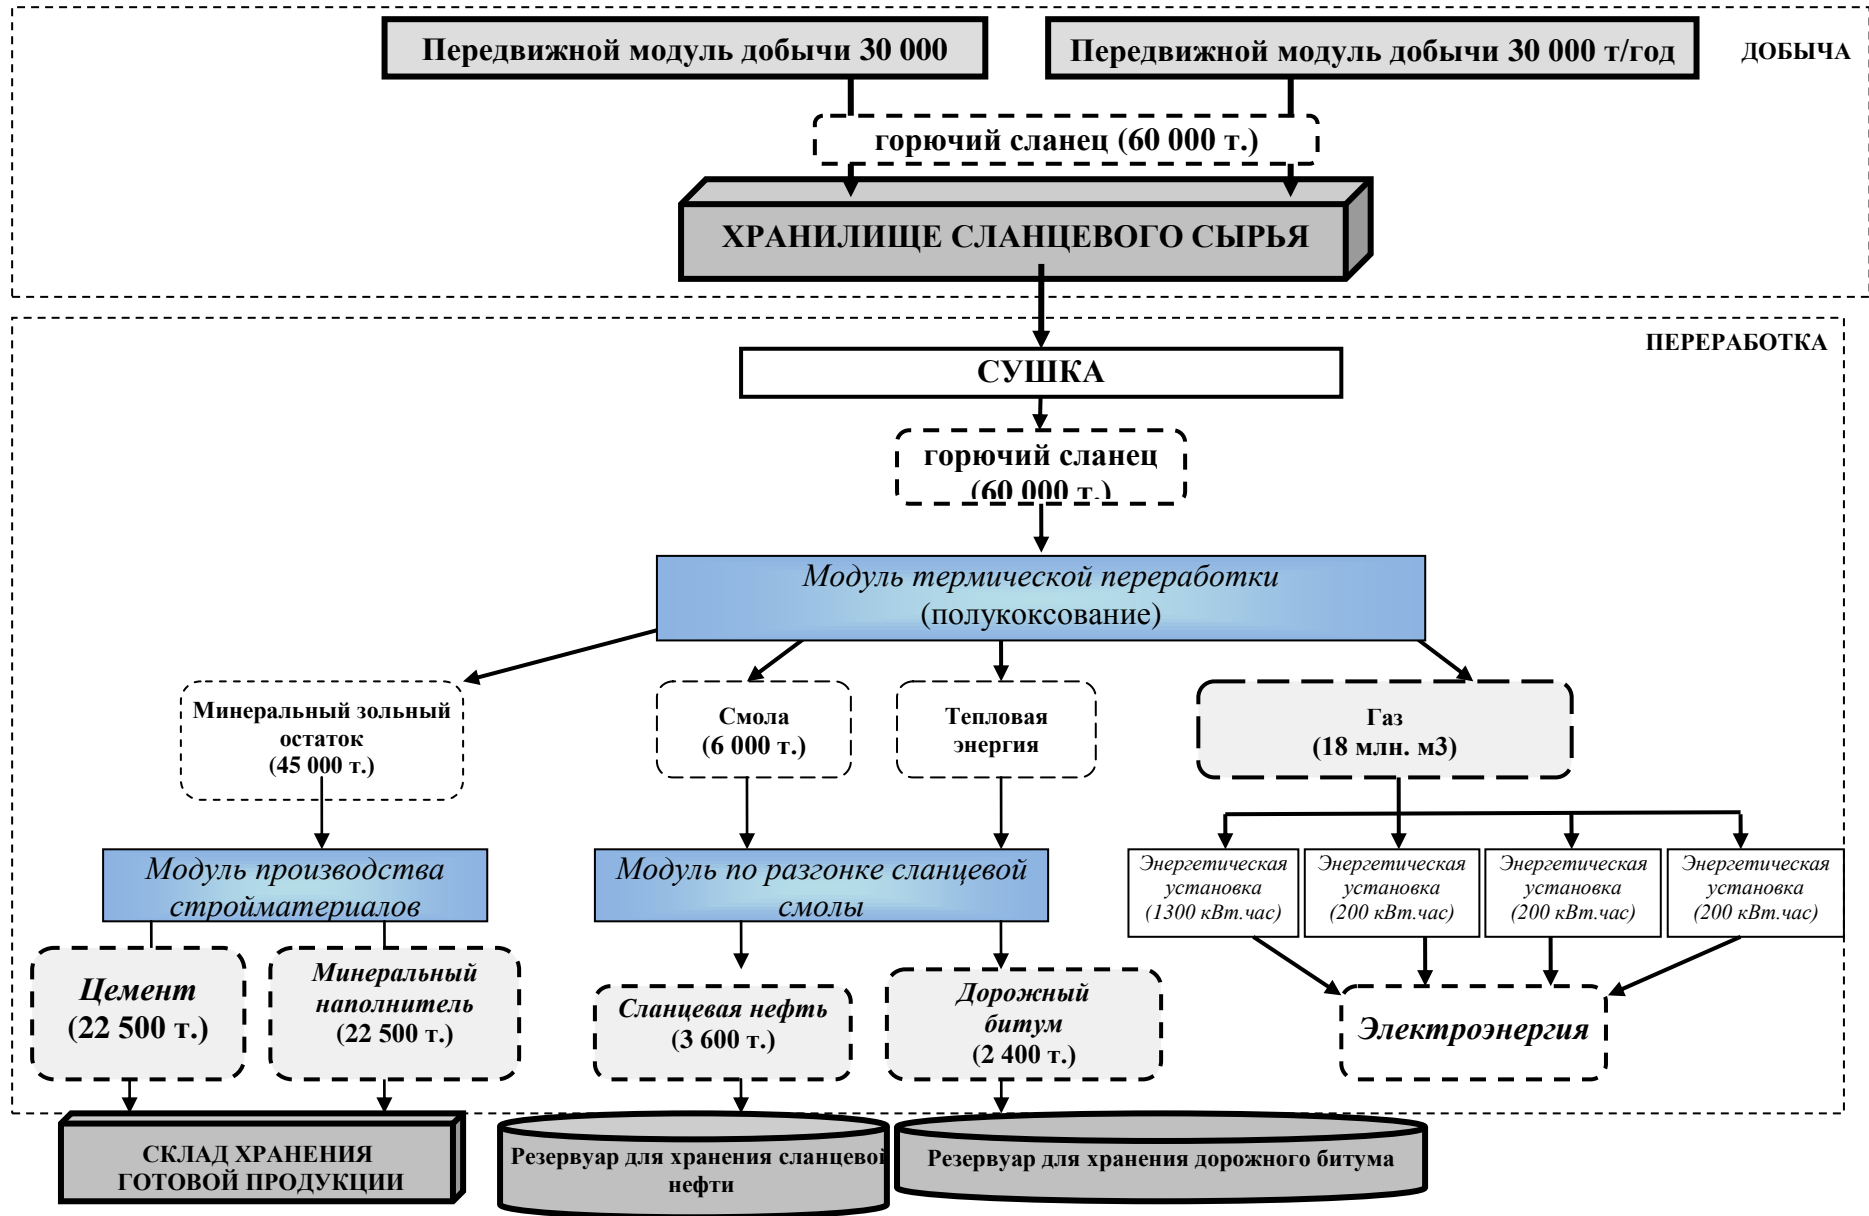 Передвижной модуль добычи 30 000
Передвижной модуль добычи 30 000 т/год
ДОБЫЧА
горючий сланец (60 000 т.)
ХРАНИЛИЩЕ СЛАНЦЕВОГО СЫРЬЯ
ПЕРЕРАБОТКА
СУШКА
горючий сланец
(60 000 т.)
Модуль термической переработки
(полукоксование)
Минеральный зольный
остаток
(45 000 т.)
Смола
(6 000 т.)
Тепловая
энергия
Газ
(18 млн. м3)
Модуль производства
стройматериалов
Модуль по разгонке сланцевой
смолы
Энергетическая
установка
(1300 кВт.час)
Энергетическая
установка
(200 кВт.час)
Энергетическая
установка
(200 кВт.час)
Энергетическая
установка
(200 кВт.час)
Цемент
(22 500 т.)
Минеральный
наполнитель
(22 500 т.)
Сланцевая нефть
(3 600 т.)
Дорожный
битум
(2 400 т.)
Электроэнергия
СКЛАД ХРАНЕНИЯ
ГОТОВОЙ ПРОДУКЦИИ
Резервуар для хранения сланцевой
нефти
Резервуар для хранения дорожного битума